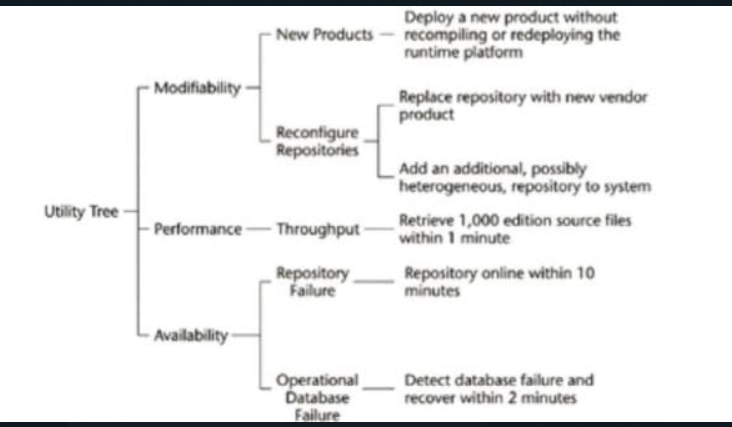 Deploy a new product without
New Products
recompiling or redeploying the
runtime platform
Modifiability
Replace repository with new vendor
product
Reconfigure
Repositories
Add an additional, possibly
heterogeneous, repository to system
Utility Tree
Performance
Throughput
Retrieve 1,000 edition source files
within 1 minute
Repository
Failure
Repository online within 10
minutes
Availability
Operational
Database
Failure
Detect database failure and
recover within 2 minutes